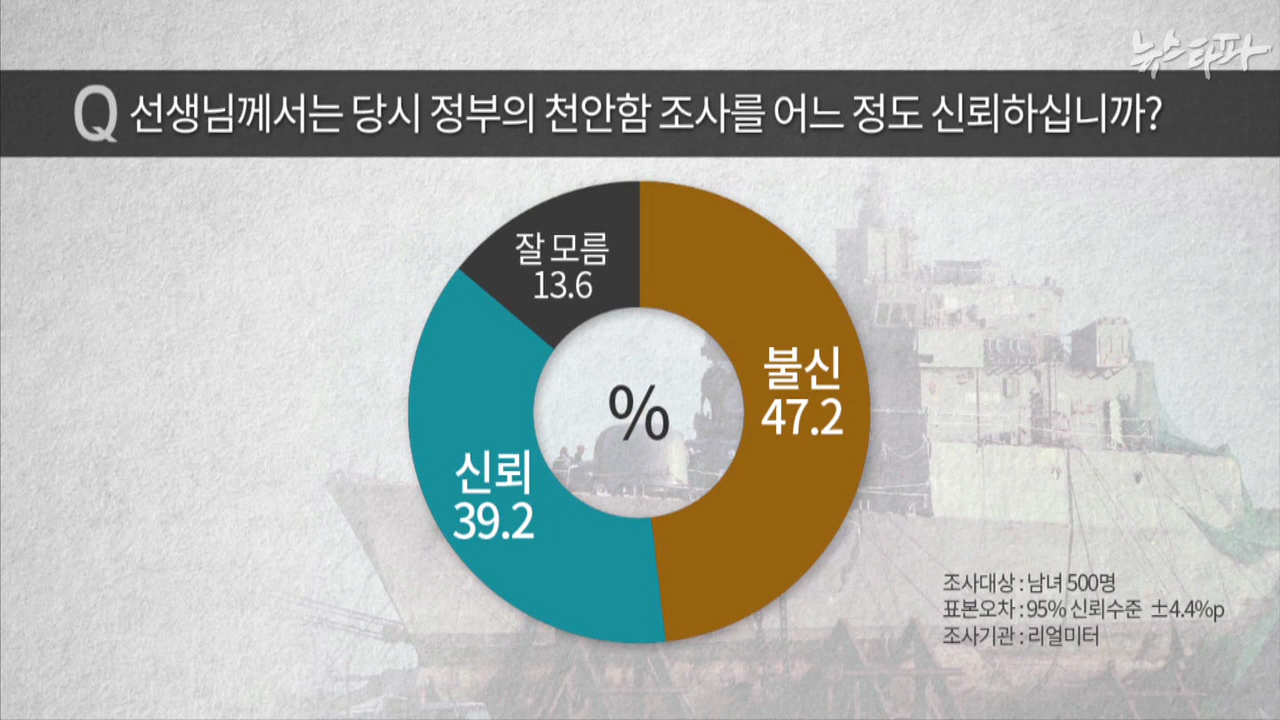 뉴스타파
Q 선생님께서는 당시 정부의 천안함 조사를 어느 정도 신뢰하십니까?
잘 모름
13.6
불신
47.2
%
신뢰
39.2
조사대상 : 남녀 500명
표본오차 : 95% 신뢰수준 ±4.4%p
조사기관 : 리얼미터